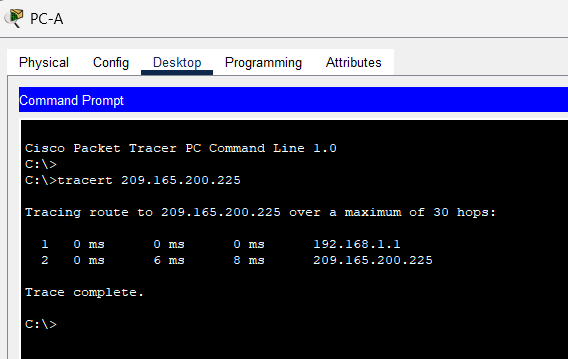 PC-A
Physical Config Desktop Programming Attributes
Command Prompt
Cisco Packet Tracer PC Command Line 1.0
C:\>
C:\>tracert 209.165.200.225
Tracing route to 209.165.200.225 over a maximum of 30 hops:
1 0 ms 0 ms 0 ms 192.168.1.1
2 0 ms 6 ms 8 ms 209.165.200.225
Trace complete.
C:\>